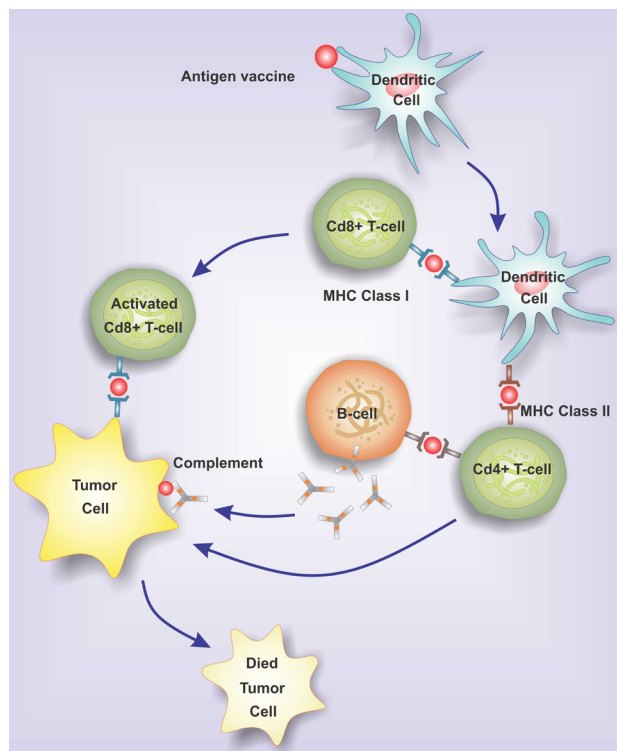 Antigen vaccine
Dendritic
Cell
Cd8+ T-cell
MHC Class I
Dendritic
Cell
Activated
Cd8+ T-cell
B-cell
MHC Class II
Complement
Cd4+ T-cell
Tumor
Cell
Died
Tumor
Cell